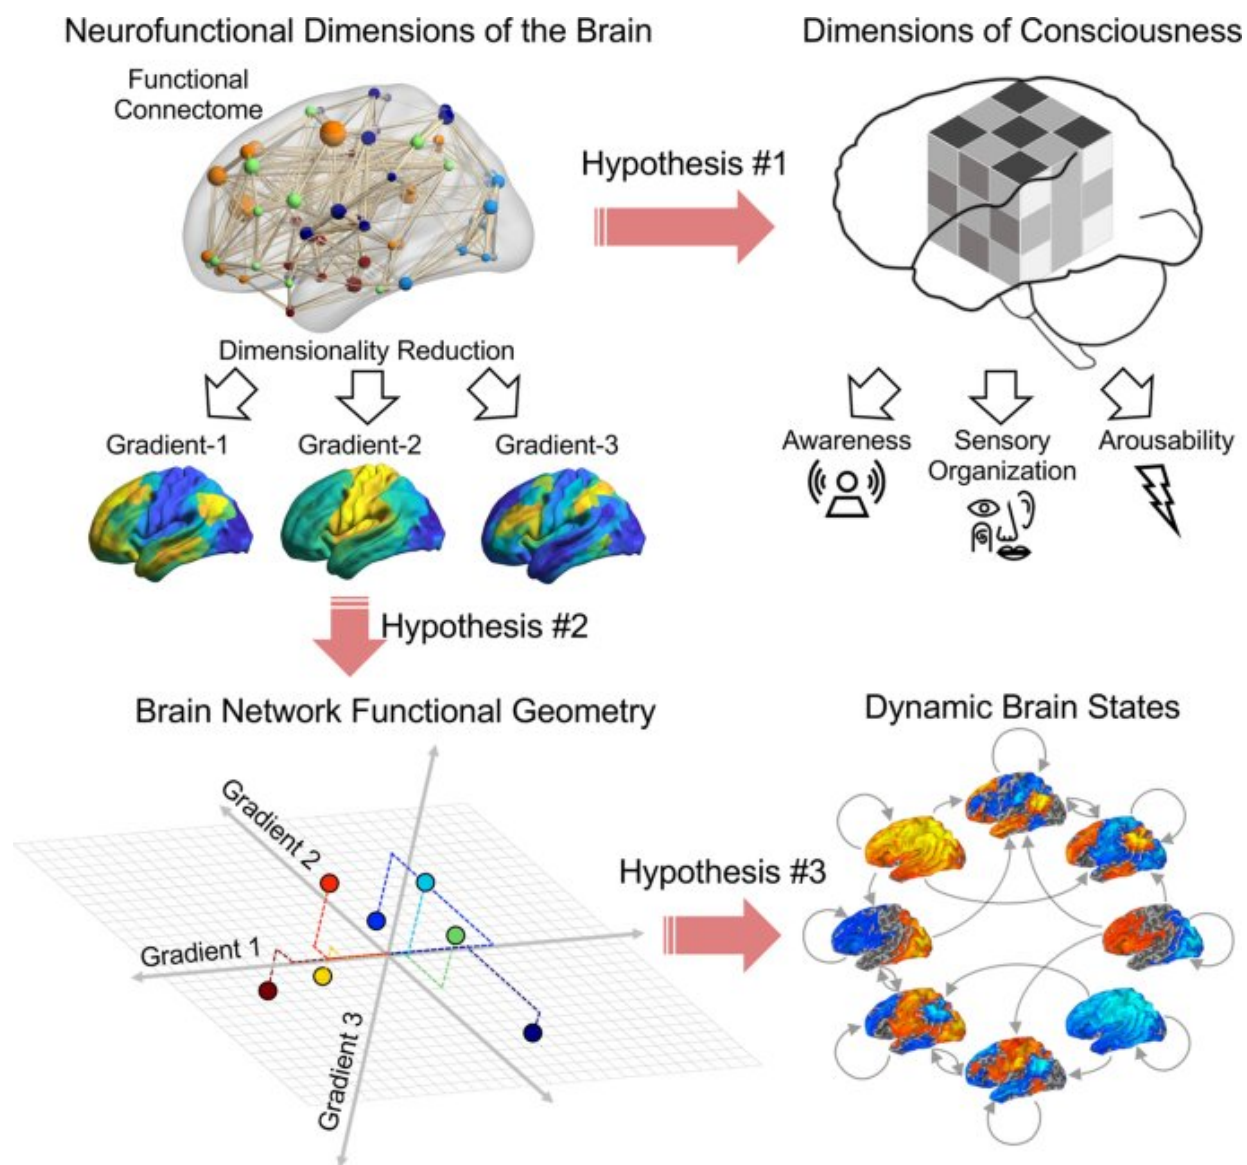 Neurofunctional Dimensions of the Brain
Functional
Connectome
Dimensionality Reduction
Gradient-1
Gradient-2
Gradient-3
Hypothesis #1
Dimensions of Consciousness
Awareness
Sensory
Organization
Arousability
Hypothesis #2
Brain Network Functional Geometry
Gradient 2
Gradient 1
Gradient 3
Hypothesis #3
Dynamic Brain States